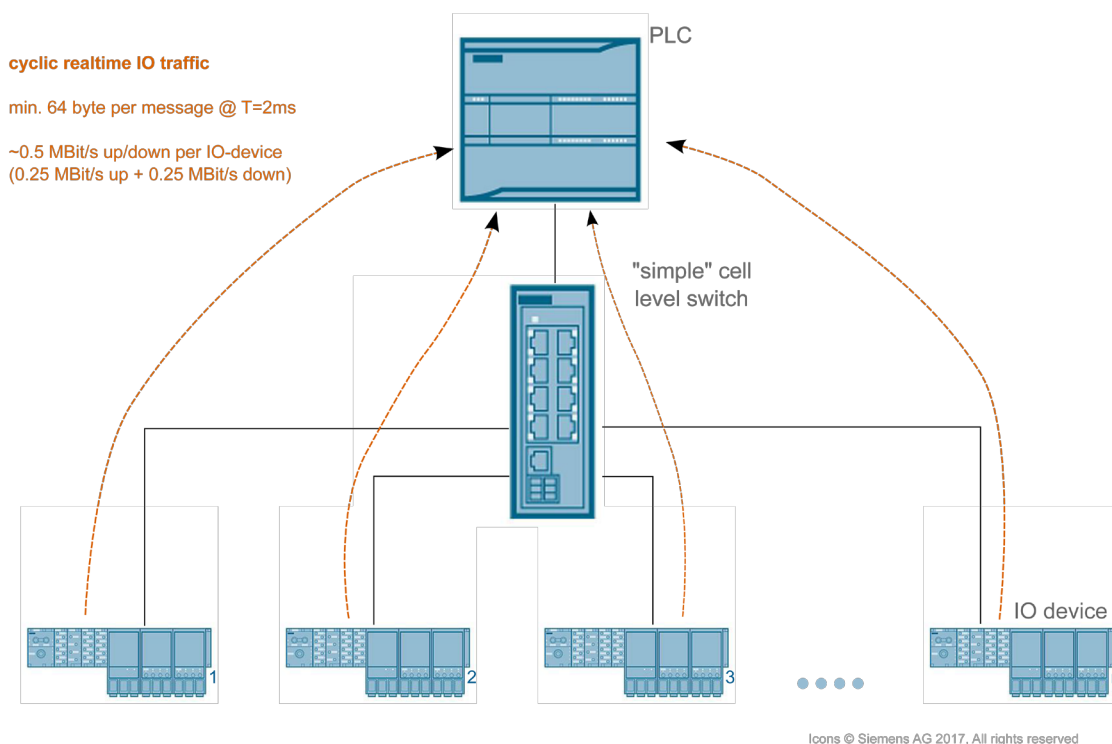 PLC
cyclic realtime IO traffic
min. 64 byte per message @ T=2ms
~0.5 MBit/s up/down per IO-device
(0.25 MBit/s up + 0.25 MBit/s down)
"simple" cell
level switch
IO device
1
2
3
Icons © Siemens AG 2017, All rights reserved